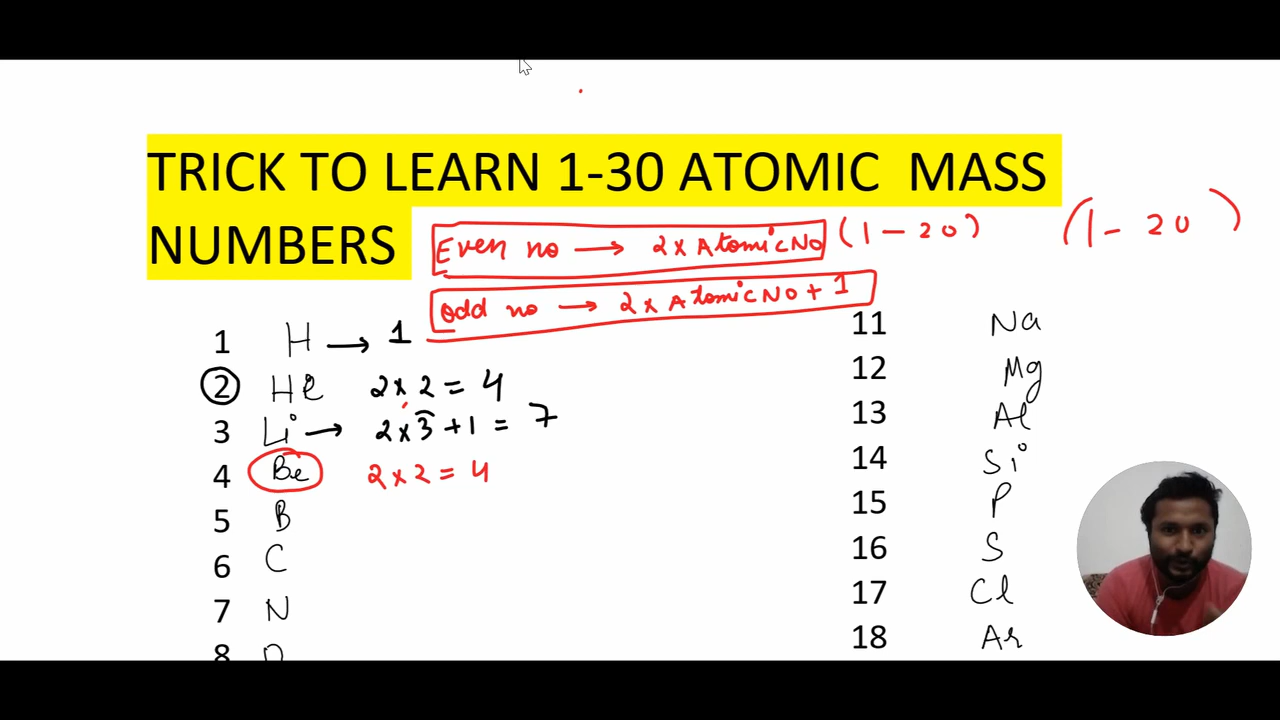 TRICK TO LEARN 1-30 ATOMIC MASS
NUMBERS
Even no → 2 x Atomic No (1 - 20) (1 - 20)
odd no → 2 x Atomic No + 1
1 H → 1
2 He 2 x 2 = 4
3 Li → 2 x 3 + 1 = 7
4 Be 2 x 2 = 4
5 B
6 C
7 N
8 O
11 Na
12 Mg
13 Al
14 Si
15 P
16 S
17 Cl
18 Ar